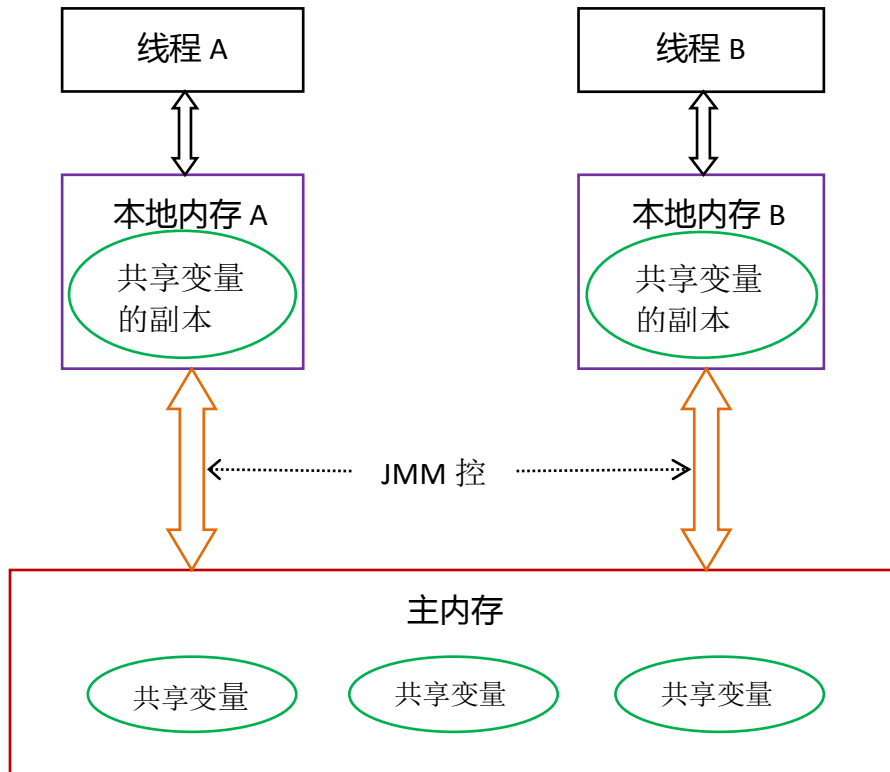 线程 A
线程 B
本地内存 A
本地内存 B
共享变量
的副本
共享变量
的副本
JMM 控
主内存
共享变量
共享变量
共享变量